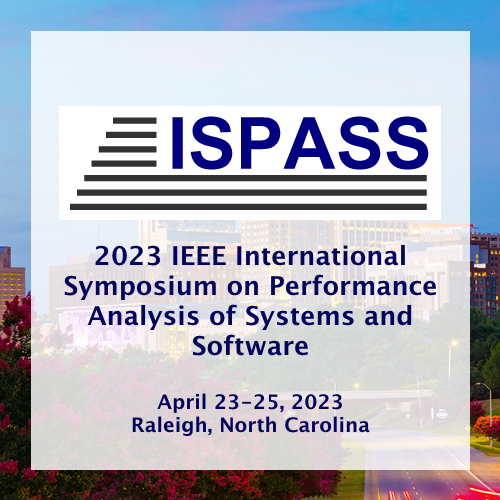 ISPASS
2023 IEEE International
Symposium on Performance
Analysis of Systems and
Software
April 23-25, 2023
Raleigh, North Carolina